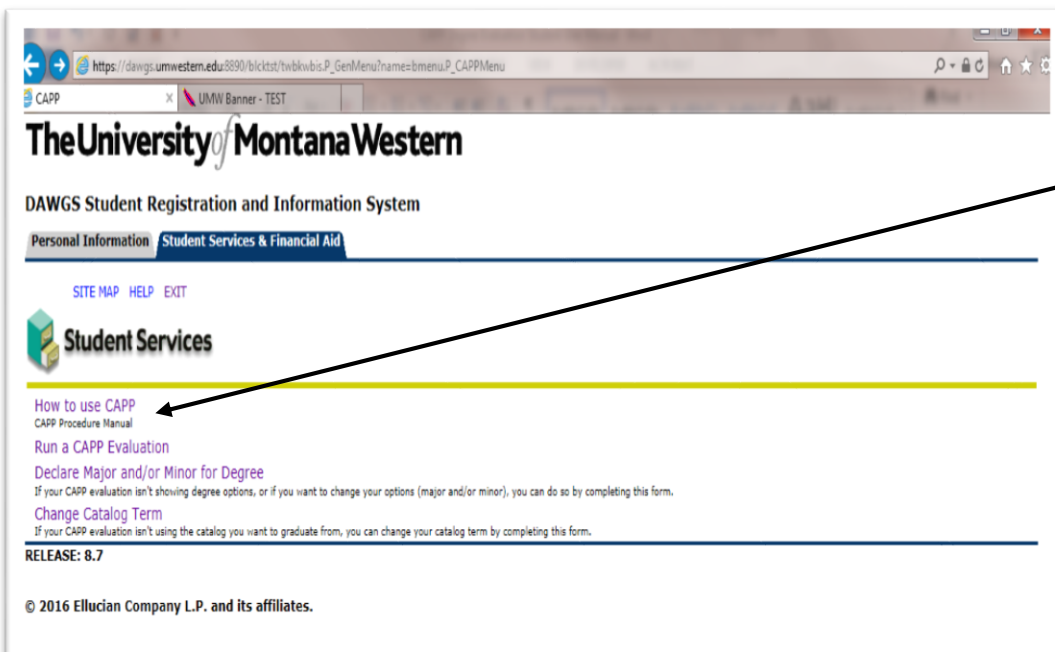 https://dawgs.umwestern.edu:8890/blcktst/twbkwbis.P_GenMenu?name=bmenu.P_CAPPMenu
CAPP UMW Banner - TEST
The University of Montana Western
DAWGS Student Registration and Information System
Personal Information Student Services & Financial Aid
SITE MAP HELP EXIT
Student Services
How to use CAPP
CAPP Procedure Manual
Run a CAPP Evaluation
Declare Major and/or Minor for Degree
If your CAPP evaluation isn't showing degree options, or if you want to change your options (major and/or minor), you can do so by completing this form.
Change Catalog Term
If your CAPP evaluation isn't using the catalog you want to graduate from, you can change your catalog term by completing this form.
RELEASE: 8.7
© 2016 Ellucian Company L.P. and its affiliates.